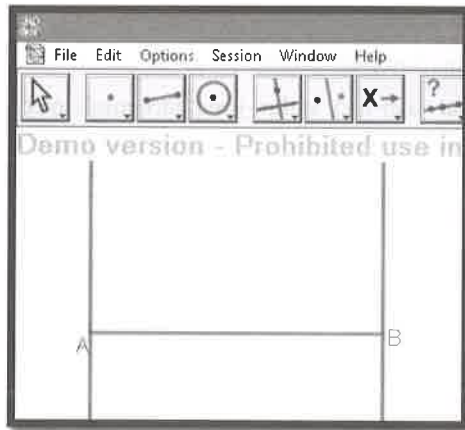 File Edit Options Session Window Help
X
?
Demo version - Prohibited use in
A
B